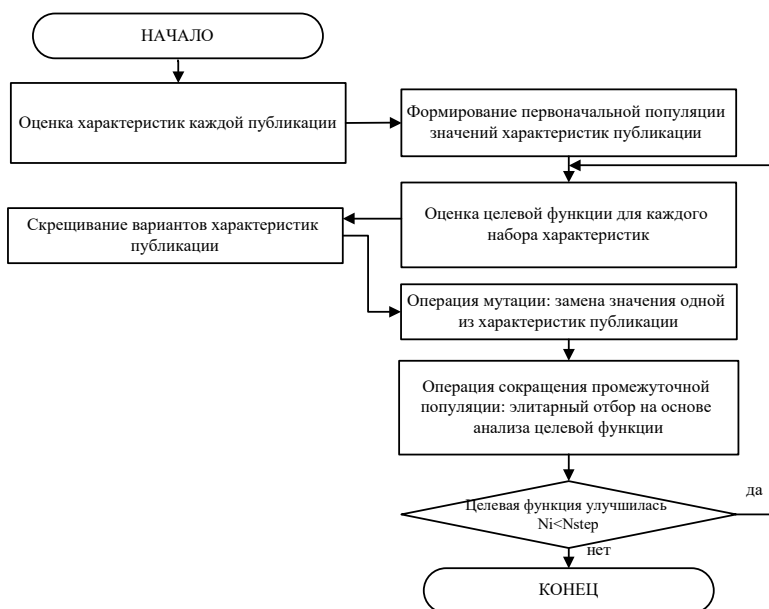 НАЧАЛО
Оценка характеристик каждой публикации
Формирование первоначальной популяции
значений характеристик публикации
Оценка целевой функции для каждого
набора характеристик
Скрещивание вариантов характеристик
публикации
Операция мутации: замена значения одной
из характеристик публикации
Операция сокращения промежуточной
популяции: элитарный отбор на основе
анализа целевой функции
Целевая функция улучшилась
Ni<Nstep
да
нет
КОНЕЦ